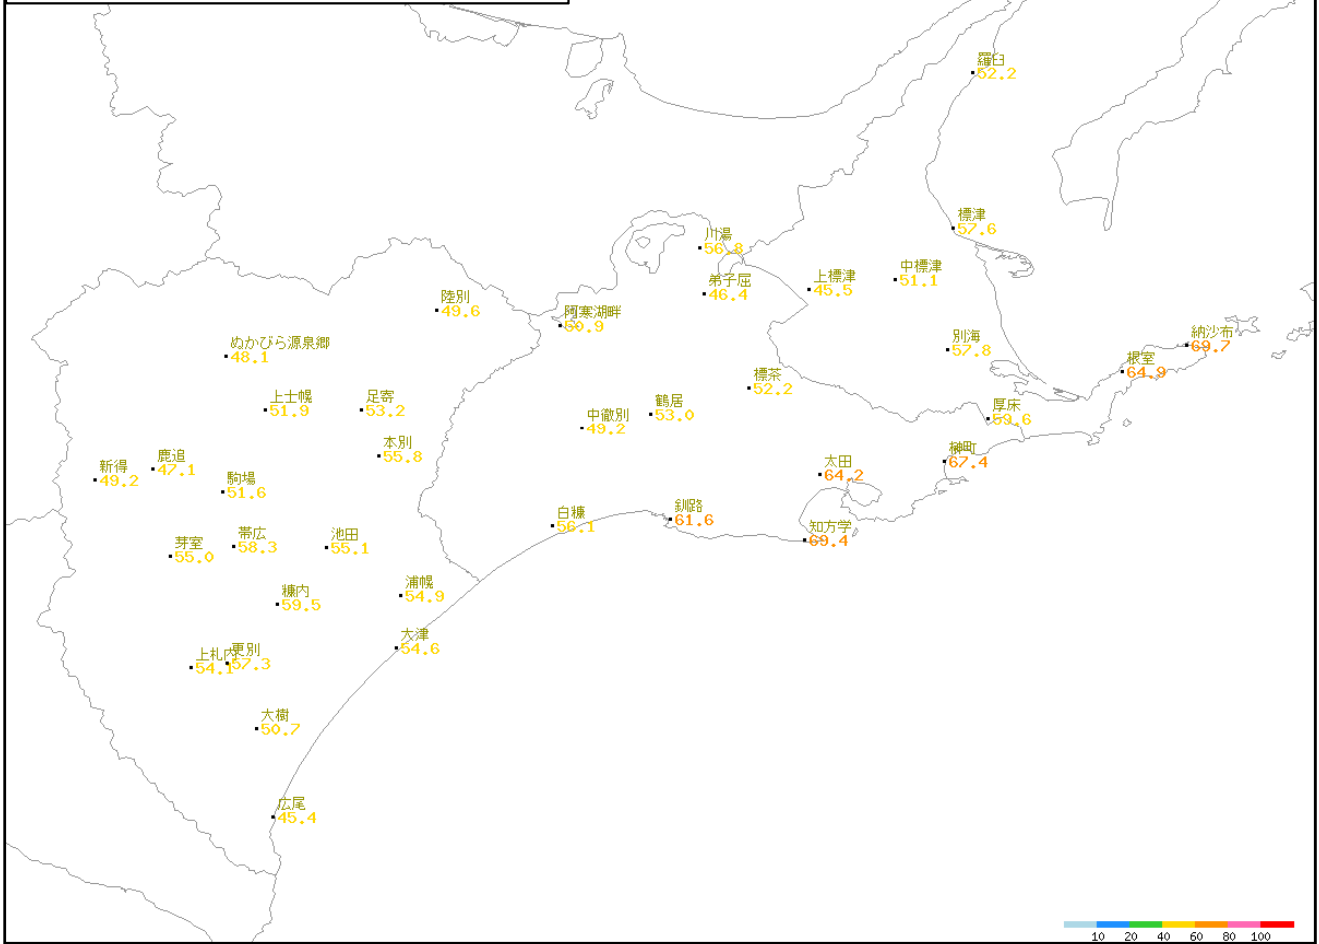 羅臼
52.2
標津
57.6
川湯
56.8
中標津
51.1
上標津
45.5
弟子屈
46.4
陸別
49.6
阿寒湖畔
50.9
納沙布
69.7
ぬかびら源泉郷
48.1
別海
57.8
根室
64.9
標茶
52.2
上士幌
51.9
足寄
53.2
鶴居
53.0
厚床
59.6
中徹別
49.2
本別
55.8
榊町
67.4
鹿追
47.1
新得
49.2
太田
64.2
駒場
51.6
釧路
61.6
白糠
56.1
知方学
69.4
帯広
58.3
池田
55.1
芽室
55.0
浦幌
54.9
糠内
59.5
大津
54.6
更別
57.3
上札内
54.1
大樹
50.7
広尾
45.4
10 20 40 60 80 100